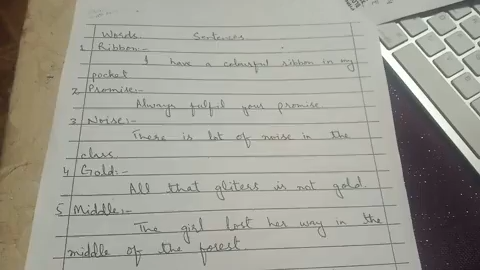 Words Sentences
1 Ribbon:-
I have a colourful ribbon in my
pocket
2 Promise:-
Always fulfil your promise
3 Noise:-
There is lot of noise in the
class.
4 Gold:-
All that gliters is not gold.
5 Middle:-
The girl lost her way in the
middle of the forest.